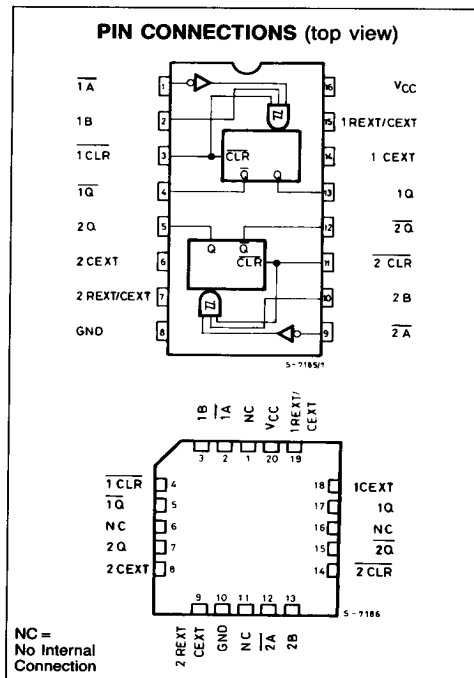 PIN CONNECTIONS (top view)
1A̅ 1 16 VCC
1B 2 15 1 REXT/CEXT
1CLR 3 CLR 14 1 CEXT
Q̅ Q
1Q̅ 4 13 1Q
2Q 5 12 2Q̅
Q Q̅
2 CEXT 6 CLR 11 2 CLR
2 REXT/CEXT 7 10 2B
GND 8 9 2A̅
S-7185/1
1B 1A̅ NC VCC 1REXT/
CEXT
3 2 1 20 19
1 CLR 4 18 1CEXT
1Q̅ 5 17 1Q
NC 6 16 NC
2Q 7 15 2Q̅
2 CEXT 8 14 2 CLR
9 10 11 12 13
S-7186
2 REXT
CEXT GND NC 2A̅ 2B
NC =
No Internal
Connection